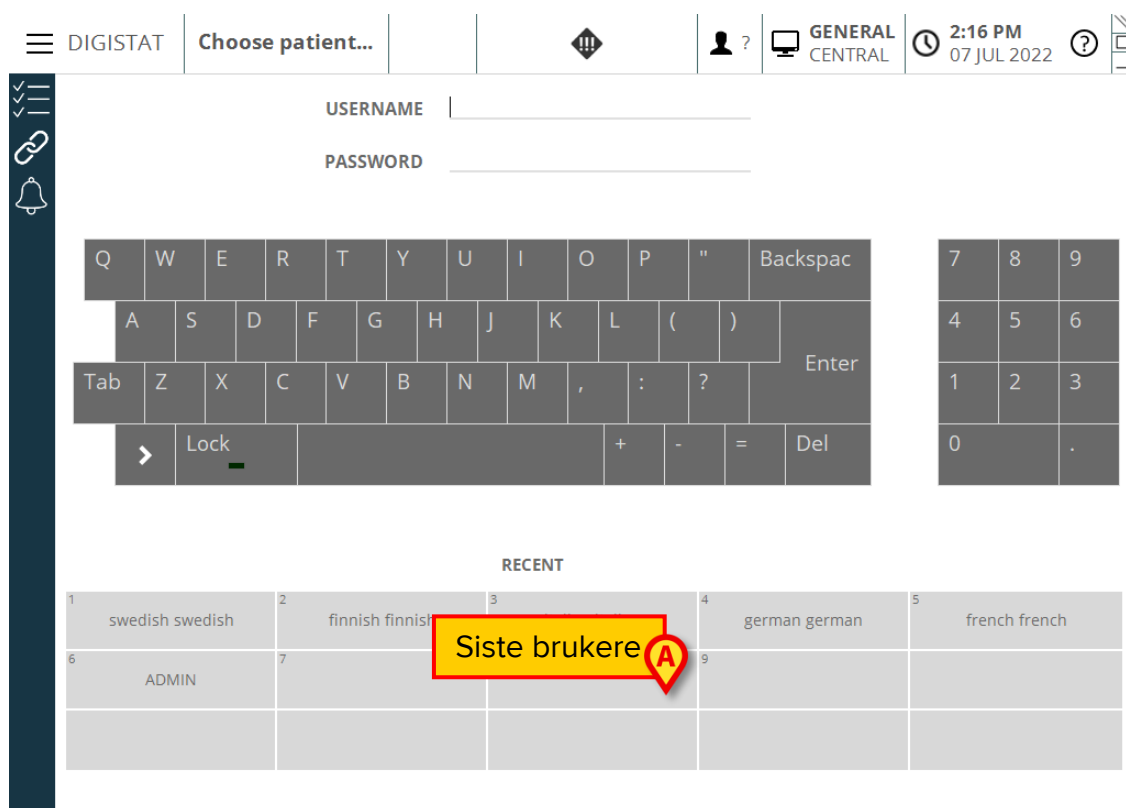 DIGISTAT Choose patient... !!! ? GENERAL CENTRAL 2:16 PM 07 JUL 2022 ?
USERNAME
PASSWORD
Q W E R T Y U I O P " Backspac 7 8 9
A S D F G H J K L ( ) 4 5 6
Enter
Tab Z X C V B N M , : ? 1 2 3
Lock + - = Del 0 .
RECENT
1 swedish swedish 2 finnish finnish 3 4 german german 5 french french
Siste brukere A
6 ADMIN 7 9